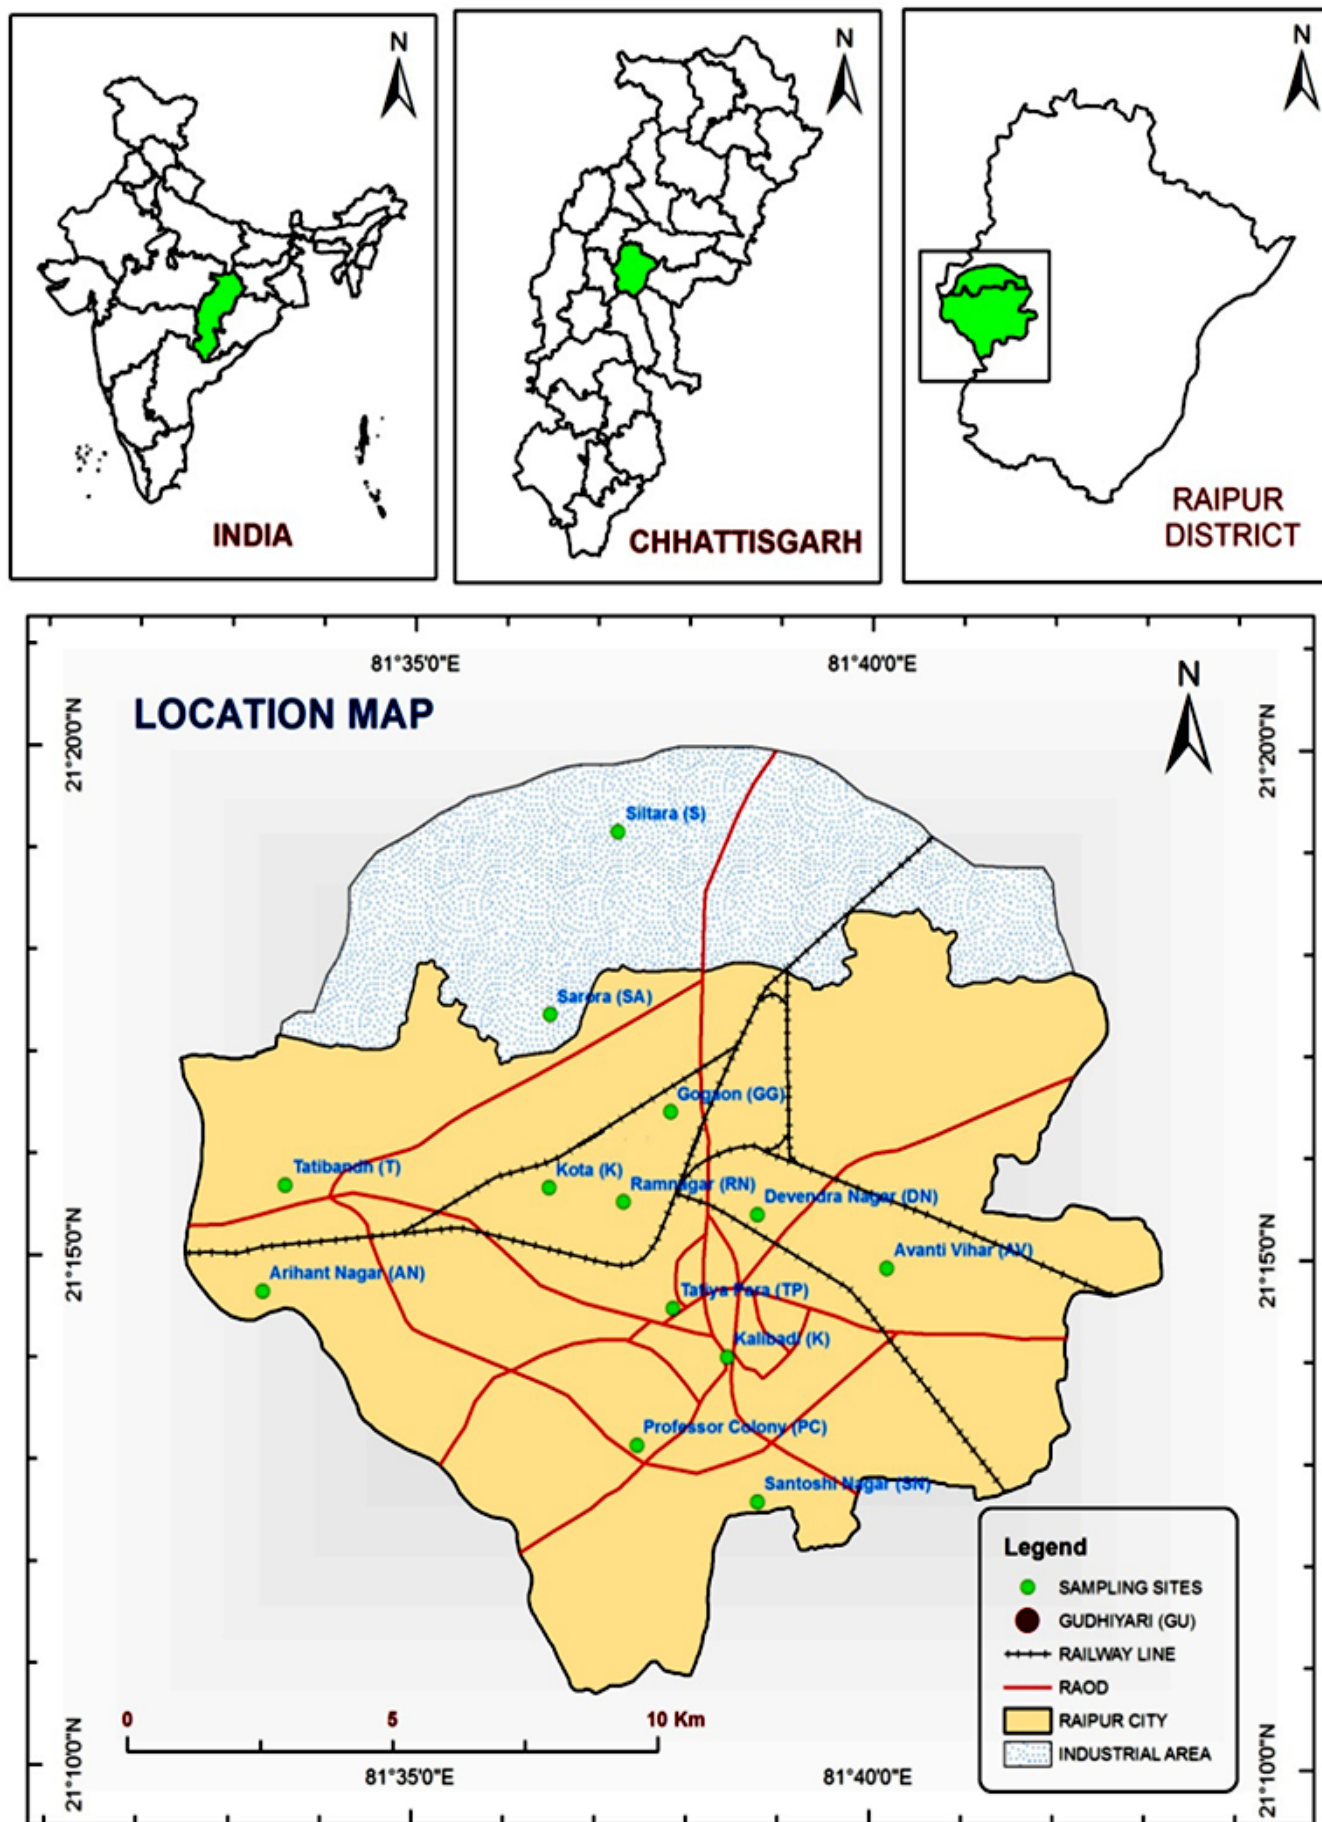 N
INDIA
N
CHHATTISGARH
N
RAIPUR
DISTRICT
81°35'0"E
81°40'0"E
LOCATION MAP
N
21°20'0"N
21°20'0"N
Siltara (S)
Sarora (SA)
Gogaon (GG)
Tatibandh (T)
Kota (K)
Ramnagar (RN)
Devendra Nagar (DN)
Avanti Vihar (AV)
21°15'0"N
21°15'0"N
Arihant Nagar (AN)
Tatiya Para (TP)
Kalibadi (K)
Professor Colony (PC)
Santoshi Nagar (SN)
Legend
SAMPLING SITES
GUDHIYARI (GU)
RAILWAY LINE
RAOD
RAIPUR CITY
INDUSTRIAL AREA
0 5 10 Km
21°10'0"N
21°10'0"N
81°35'0"E
81°40'0"E